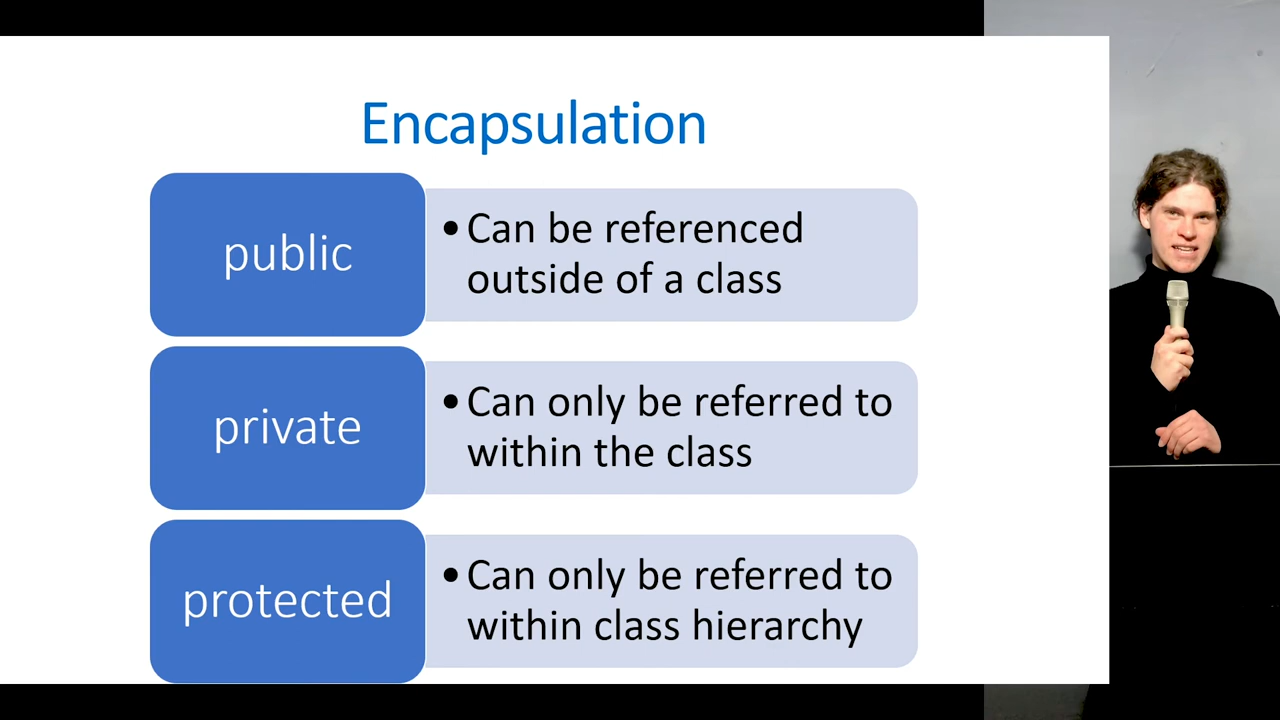 Encapsulation
public
• Can be referenced
outside of a class
private
• Can only be referred to
within the class
protected
• Can only be referred to
within class hierarchy